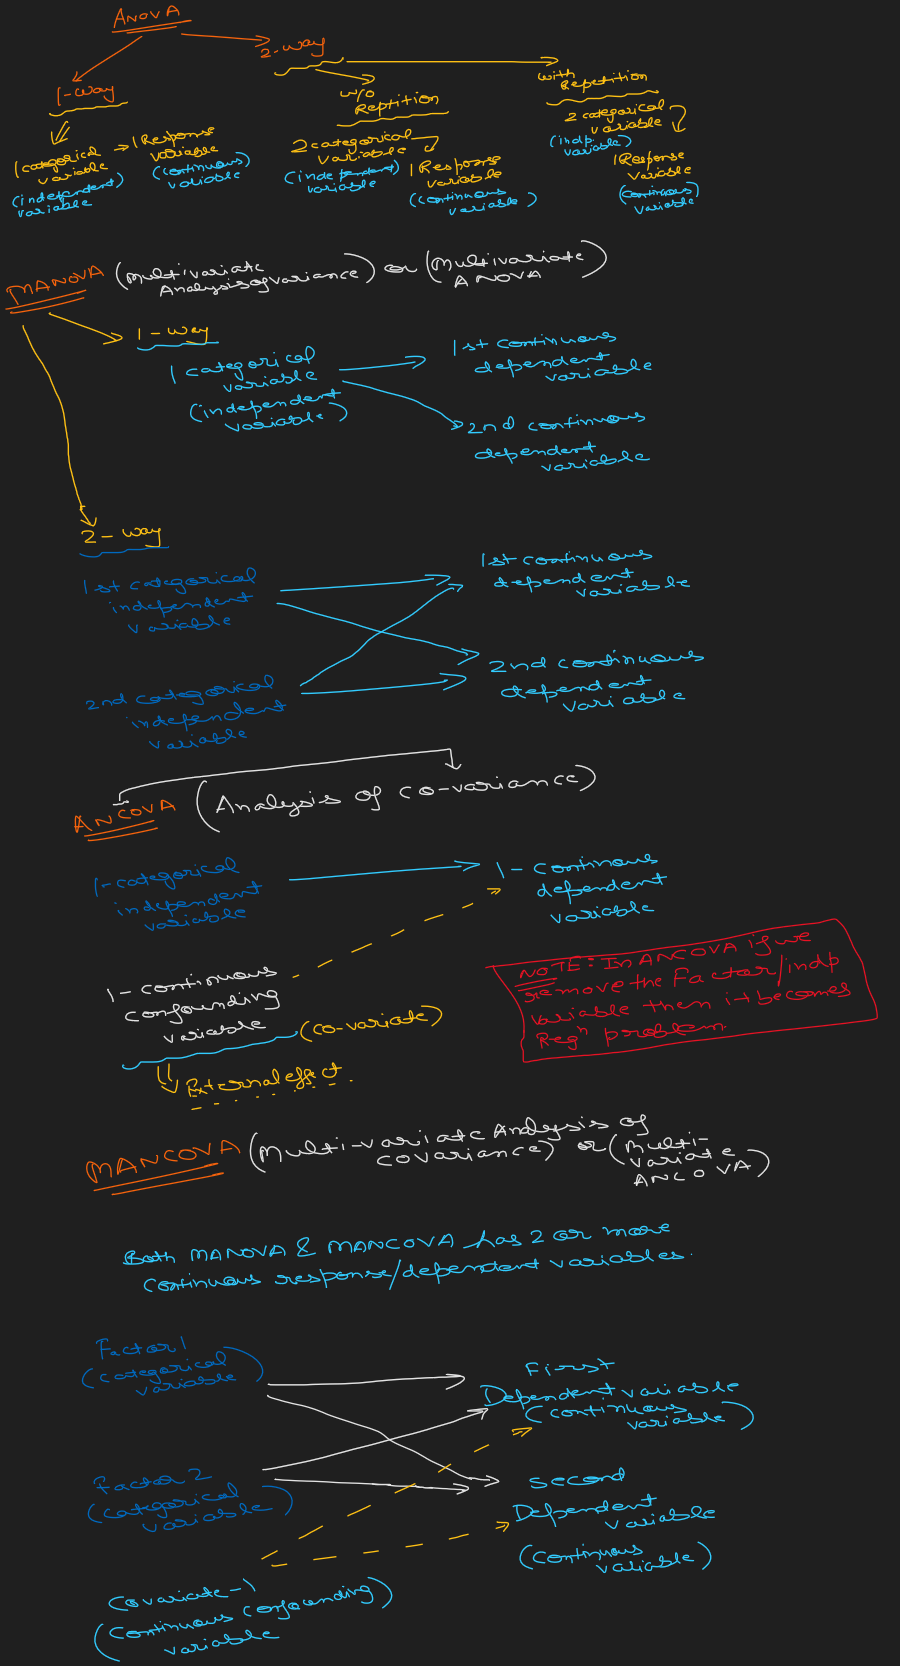 ANOVA
1-way
2-way
w/o
Reptition
with
Repetition
1 categorical
variable
(independent)
variable
1 Response
variable
(continuous)
variable
2 categorical
variable
(independent)
variable
1 Response
variable
(continuous
variable)
2 categorical
variable
(indp.
variable)
1 Response
variable
(continuous)
variable
MANOVA (Multivariate
Analysis of variance) or (Multivariate
ANOVA)
1-way
1 categorical
variable
(independent
variable)
1st continuous
dependent
variable
2nd continuous
dependent
variable
2-way
1st categorical
independent
variable
1st continuous
dependent
variable
2nd categorical
independent
variable
2nd continuous
dependent
variable
ANCOVA (Analysis of co-variance)
1-categorical
independent
variable
1-continous
dependent
variable
1-continuous
confounding
variable
(co-variate)
External effect
NOTE: In ANCOVA if we
remove the Factor/indp
variable then it becomes
Regⁿ problem
MANCOVA (Multi-variate Analysis of
covariance) or (Multi-
variate
ANCOVA)
Both MANOVA & MANCOVA has 2 or more
continuous response/dependent variables.
Factor 1
(categorical
variable)
First
Dependent variable
(continuous
variable)
Factor 2
(categorical
variable)
Second
Dependent
variable
(continuous
variable)
Covariate-1
(continuous confounding)
variable